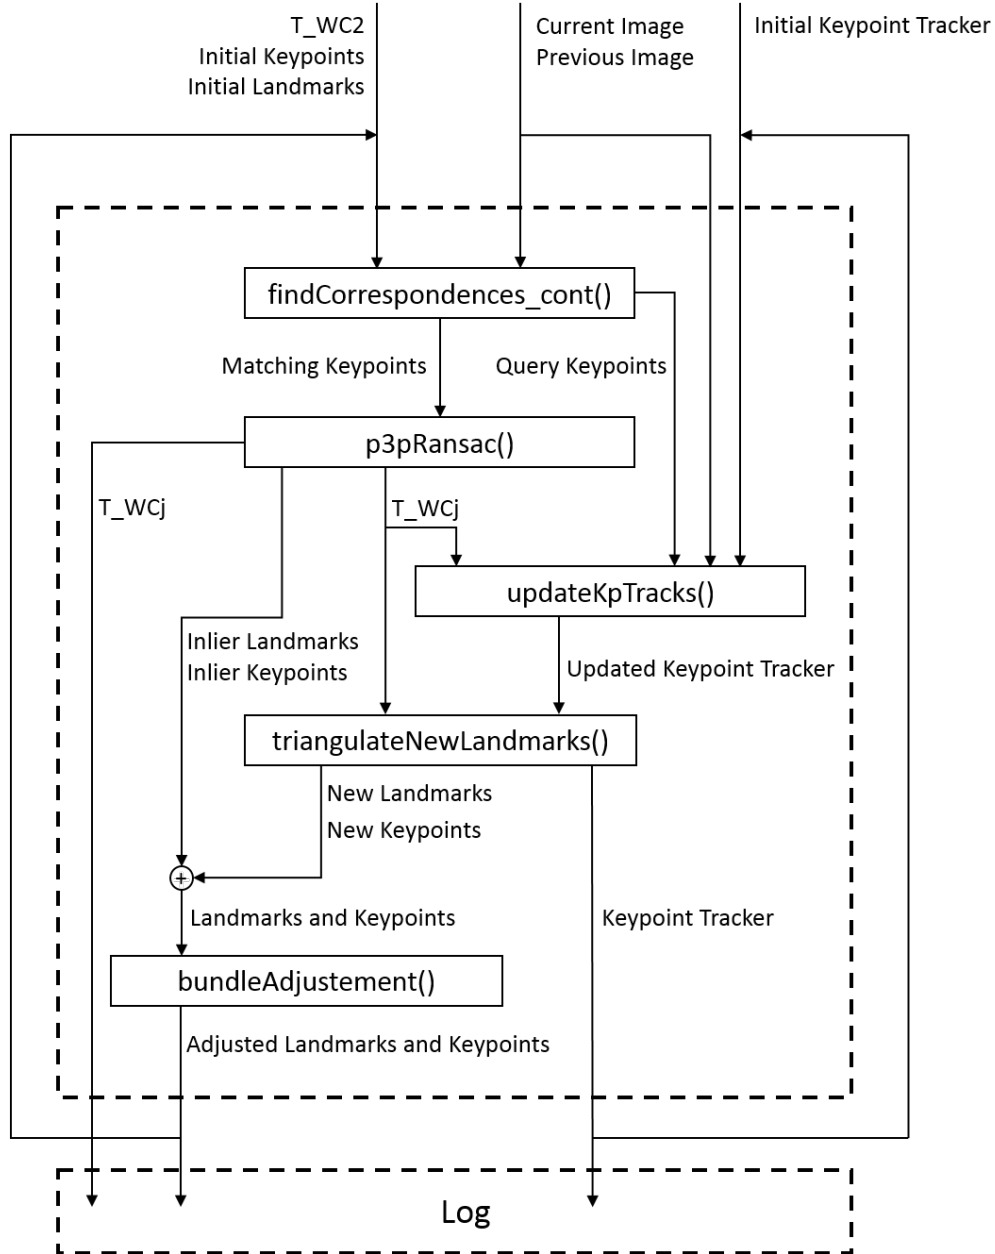 T_WC2
Initial Keypoints
Initial Landmarks
Current Image
Previous Image
Initial Keypoint Tracker
findCorrespondences_cont()
Matching Keypoints
Query Keypoints
p3pRansac()
T_WCj
T_WCj
updateKpTracks()
Inlier Landmarks
Inlier Keypoints
Updated Keypoint Tracker
triangulateNewLandmarks()
New Landmarks
New Keypoints
+
Landmarks and Keypoints
Keypoint Tracker
bundleAdjustement()
Adjusted Landmarks and Keypoints
Log